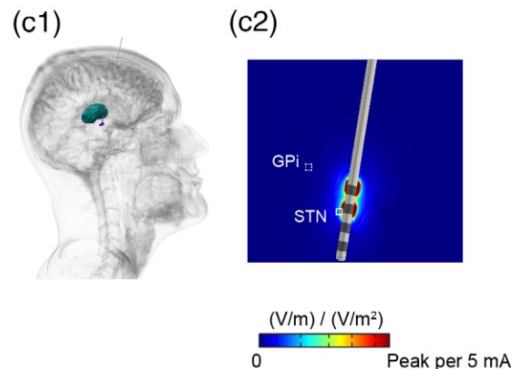 (c1)
(c2)
GPi
STN
(V/m) / (V/m²)
0 Peak per 5 mA